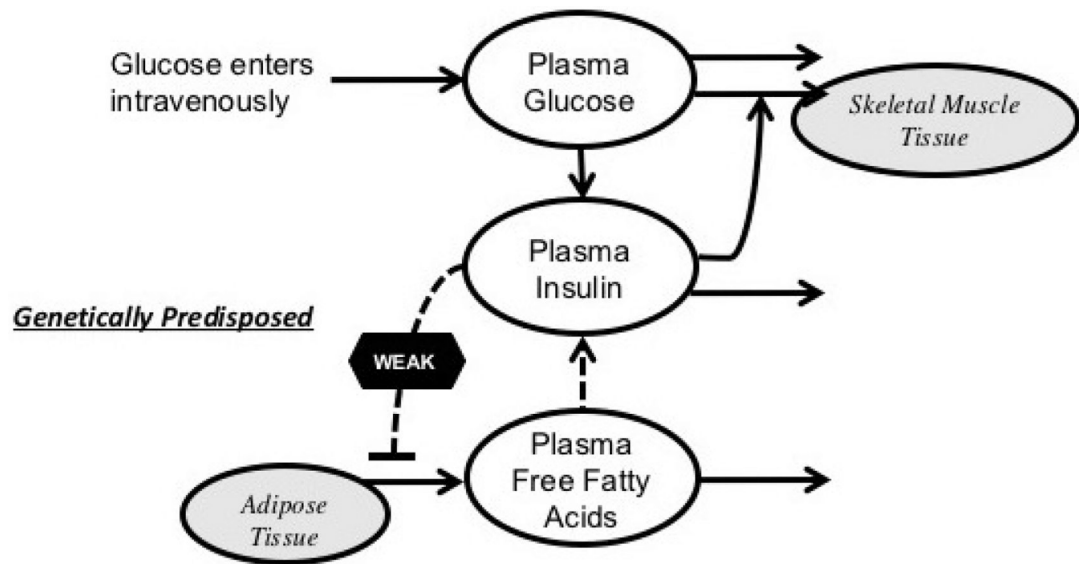 Glucose enters
intravenously
Plasma
Glucose
Skeletal Muscle
Tissue
Plasma
Insulin
Genetically Predisposed
WEAK
Plasma
Free Fatty
Acids
Adipose
Tissue